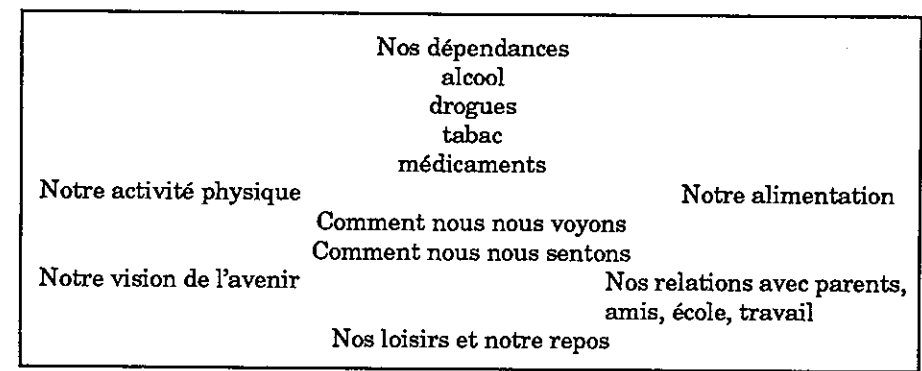 Nos dépendances
alcool
drogues
tabac
médicaments
Notre activité physique
Notre alimentation
Comment nous nous voyons
Comment nous nous sentons
Notre vision de l'avenir
Nos relations avec parents,
amis, école, travail
Nos loisirs et notre repos